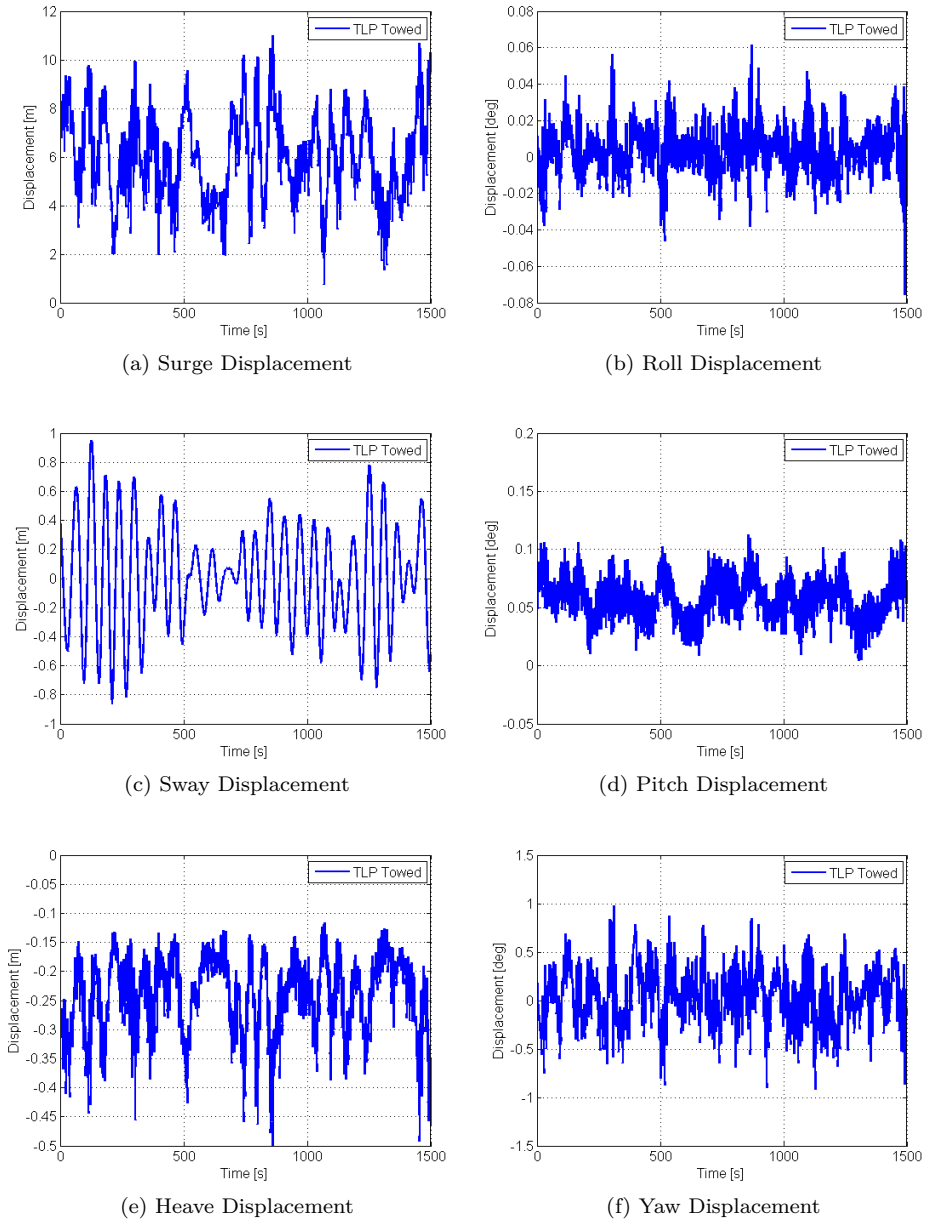 12
10
8
6
4
2
0
0 500 1000 1500
Displacement [m]
Time [s]
TLP Towed
(a) Surge Displacement
0.08
0.06
0.04
0.02
0
-0.02
-0.04
-0.06
-0.08
0 500 1000 1500
Displacement [deg]
Time [s]
TLP Towed
(b) Roll Displacement
1
0.8
0.6
0.4
0.2
0
-0.2
-0.4
-0.6
-0.8
-1
0 500 1000 1500
Displacement [m]
Time [s]
TLP Towed
(c) Sway Displacement
0.2
0.15
0.1
0.05
0
-0.05
0 500 1000 1500
Displacement [deg]
Time [s]
TLP Towed
(d) Pitch Displacement
0
-0.05
-0.1
-0.15
-0.2
-0.25
-0.3
-0.35
-0.4
-0.45
-0.5
0 500 1000 1500
Displacement [m]
Time [s]
TLP Towed
(e) Heave Displacement
1.5
1
0.5
0
-0.5
-1
-1.5
0 500 1000 1500
Displacement [deg]
Time [s]
TLP Towed
(f) Yaw Displacement